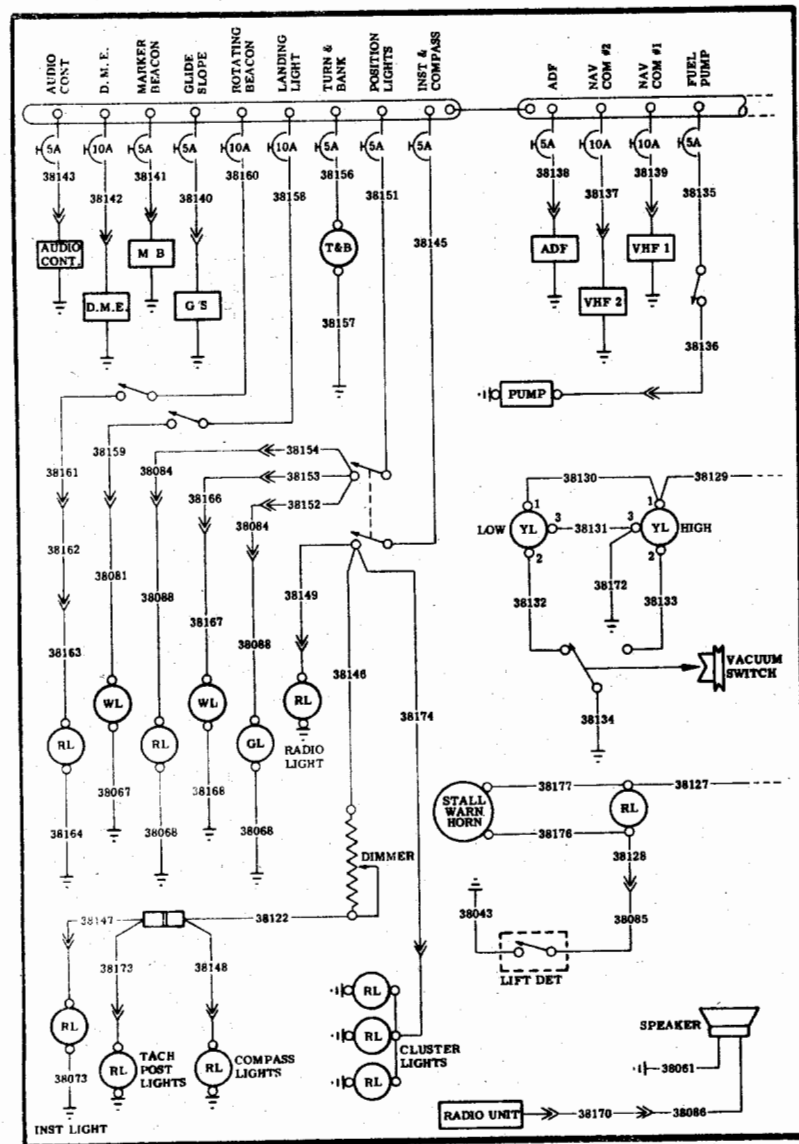 AUDIO CONT
D. M. E.
MARKER BEACON
GLIDE SLOPE
ROTATING BEACON
LANDING LIGHT
TURN & BANK
POSITION LIGHTS
INST & COMPASS
ADF
NAV COM #2
NAV COM #1
FUEL PUMP
5A
10A
5A
5A
10A
10A
5A
5A
5A
5A
10A
10A
5A
38143
38142
38141
38140
38160
38158
38156
38151
38145
38138
38137
38139
38135
AUDIO CONT.
D.M.E.
M B
G S
T&B
ADF
VHF 2
VHF 1
38157
38136
PUMP
38159
38161
38084
38154
38153
38152
38166
38084
38130
38129
1
3
2
LOW
YL
38131
1
3
2
YL
HIGH
38162
38081
38088
38167
38088
38149
38172
38132
38133
38163
38146
38174
VACUUM SWITCH
38134
RL
WL
RL
WL
GL
RL
RADIO LIGHT
38164
38067
38068
38168
38068
STALL WARN. HORN
38177
38127
38176
RL
38128
DIMMER
38043
38085
LIFT DET
38147
38122
38173
38148
RL
38073
INST LIGHT
RL
TACH POST LIGHTS
RL
COMPASS LIGHTS
RL
RL
RL
CLUSTER LIGHTS
SPEAKER
38061
RADIO UNIT
38170
38086